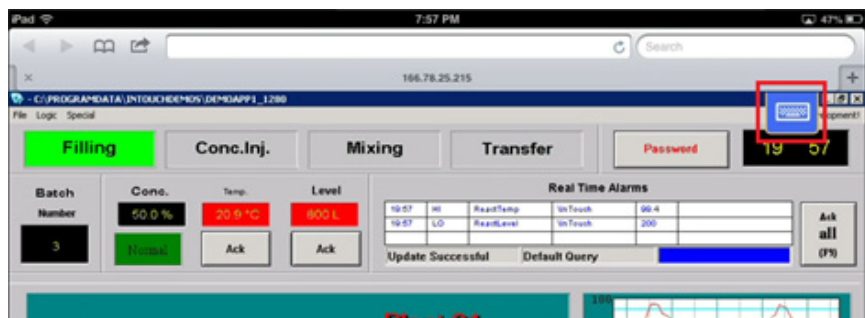 iPad 7:57 PM 47%
Search
166.78.25.215
- C:\PROGRAMDATA\INTOUCHDEMOS\DEMOAPP1_1280
File Logic Special opment!
Filling Conc.Inj. Mixing Transfer Password 19 57
Real Time Alarms
Batch Conc. Temp. Level
Number 50.0 % 20.9 °C 800 L
19:57 HI ReactTemp \InTouch 99.4
19:57 LO ReactLevel \InTouch 200
Ack
all
(F9)
3 Normal Ack Ack
Update Successful Default Query
100